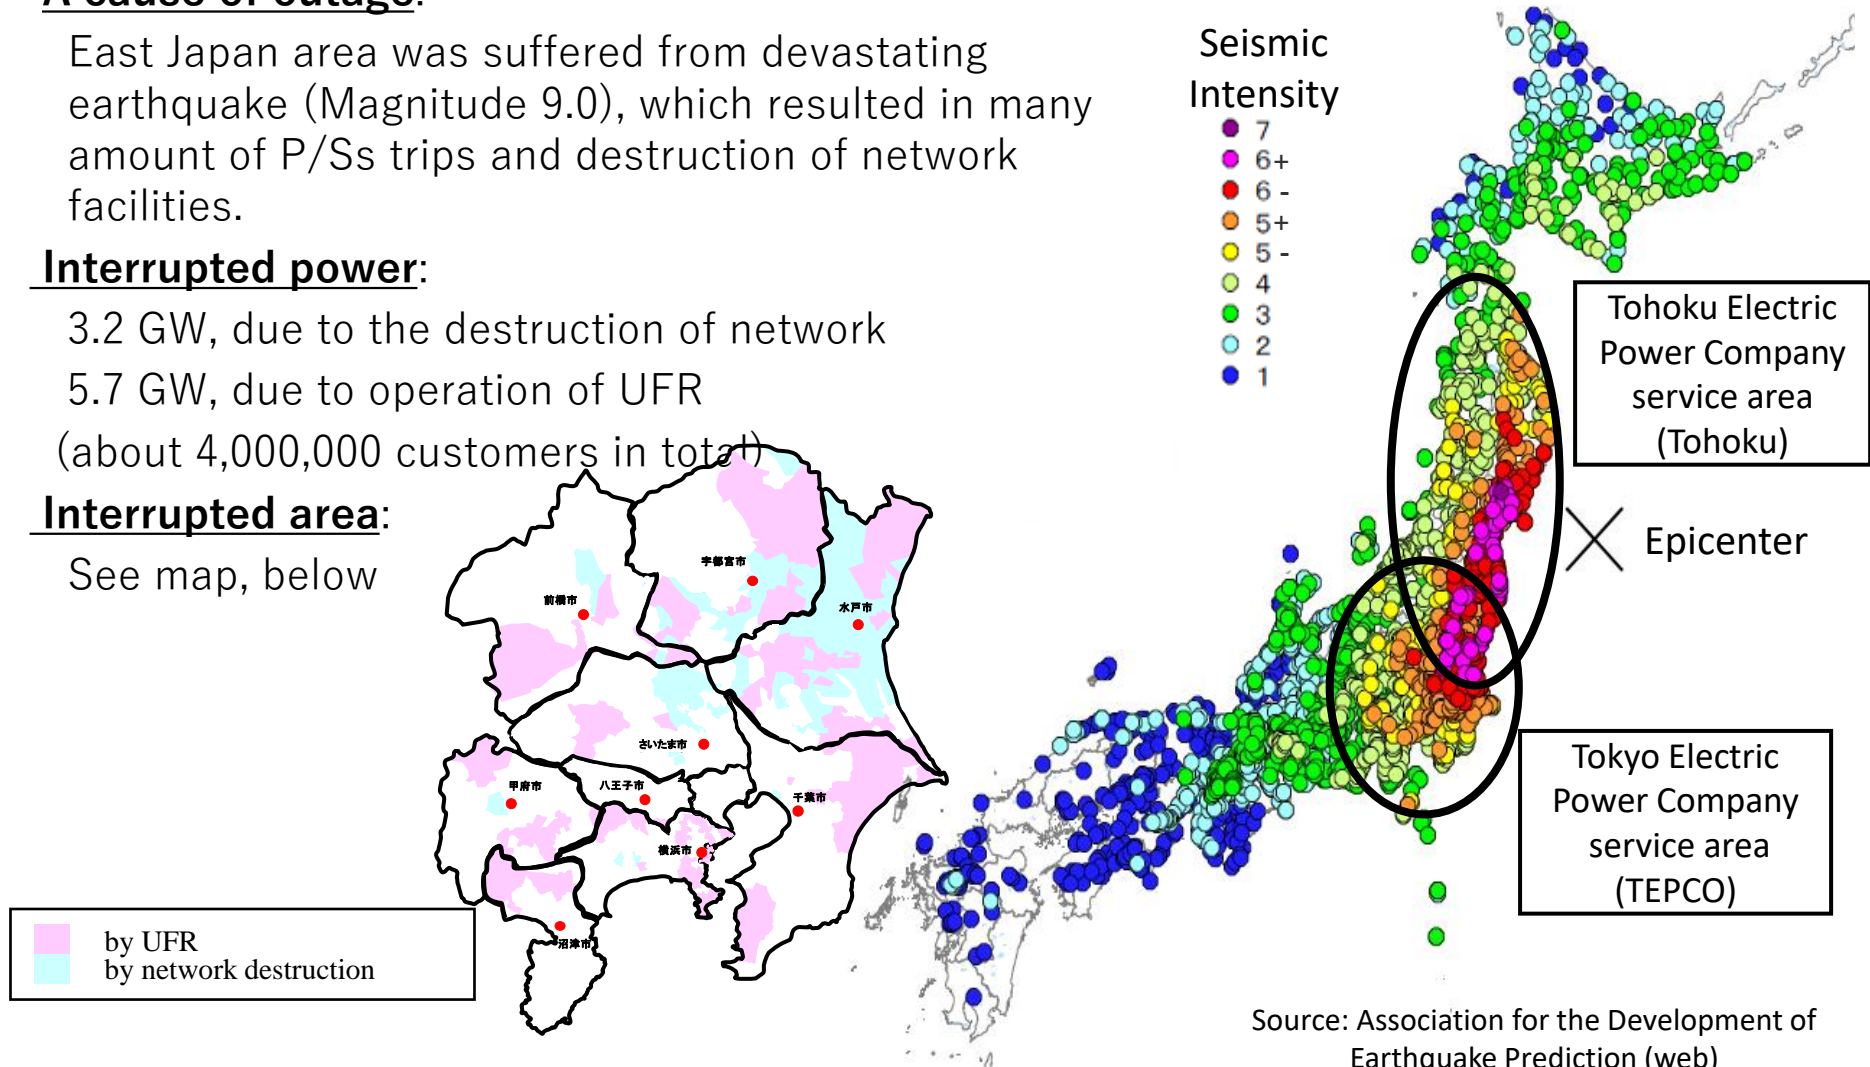 A cause of outage:
East Japan area was suffered from devastating
earthquake (Magnitude 9.0), which resulted in many
amount of P/Ss trips and destruction of network
facilities.
Interrupted power:
3.2 GW, due to the destruction of network
5.7 GW, due to operation of UFR
(about 4,000,000 customers in total)
Interrupted area:
See map, below
宇都宮市
前橋市
水戸市
さいたま市
甲府市
八王子市
千葉市
横浜市
沼津市
by UFR
by network destruction
Seismic
Intensity
7
6+
6 -
5+
5 -
4
3
2
1
Tohoku Electric
Power Company
service area
(Tohoku)
Epicenter
Tokyo Electric
Power Company
service area
(TEPCO)
Source: Association for the Development of
Earthquake Prediction (web)